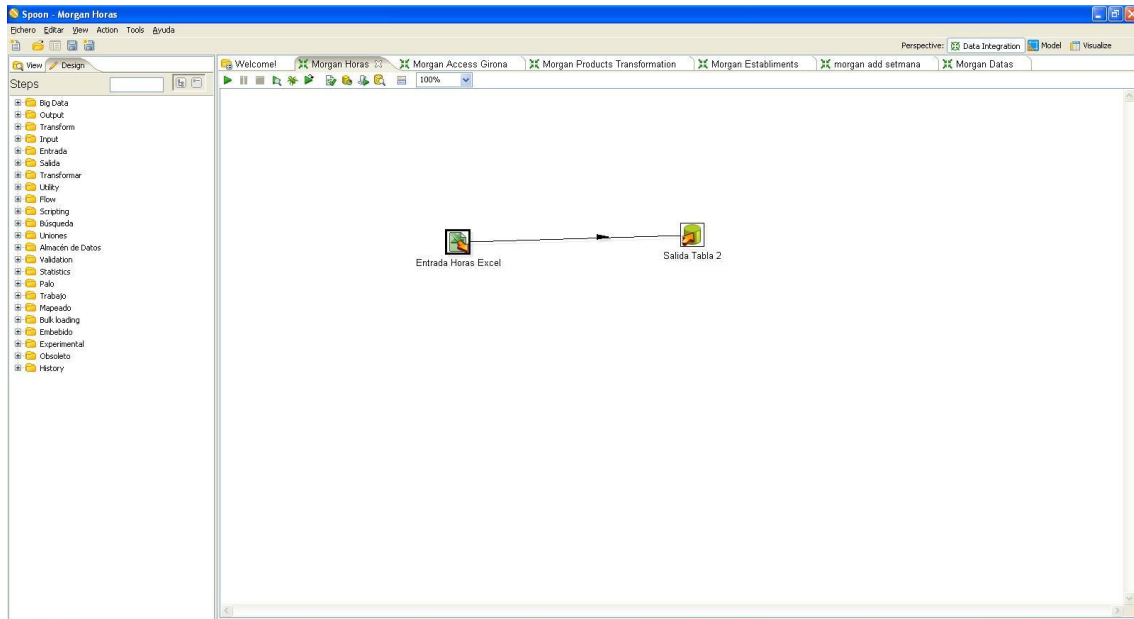 Spoon - Morgan Horas
Fichero Editar View Action Tools Ayuda
Perspective: Data Integration Model Visualize
View Design
Welcome! Morgan Horas Morgan Access Girona Morgan Products Transformation Morgan Establiments morgan add setmana Morgan Datas
Steps
100%
Big Data
Output
Transform
Input
Entrada
Salida
Transformar
Utility
Flow
Scripting
Búsqueda
Uniones
Almacén de Datos
Validation
Statistics
Palo
Trabajo
Mapeado
Bulk loading
Embebido
Experimental
Obsoleto
History
Entrada Horas Excel
Salida Tabla 2